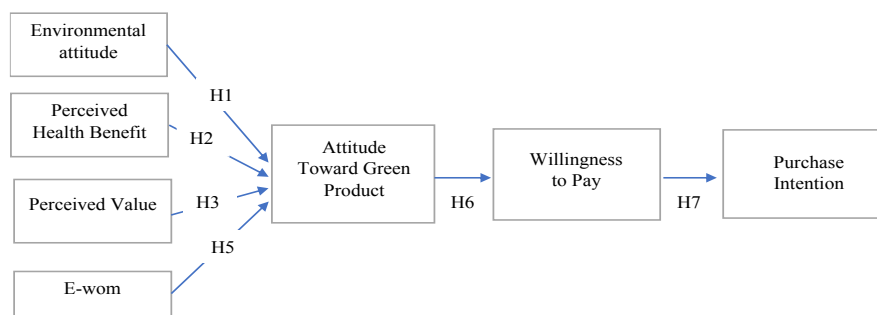 Environmental
attitude
H1
Perceived
Health Benefit
H2
Perceived Value
H3
E-wom
H5
Attitude
Toward Green
Product
H6
Willingness
to Pay
H7
Purchase
Intention